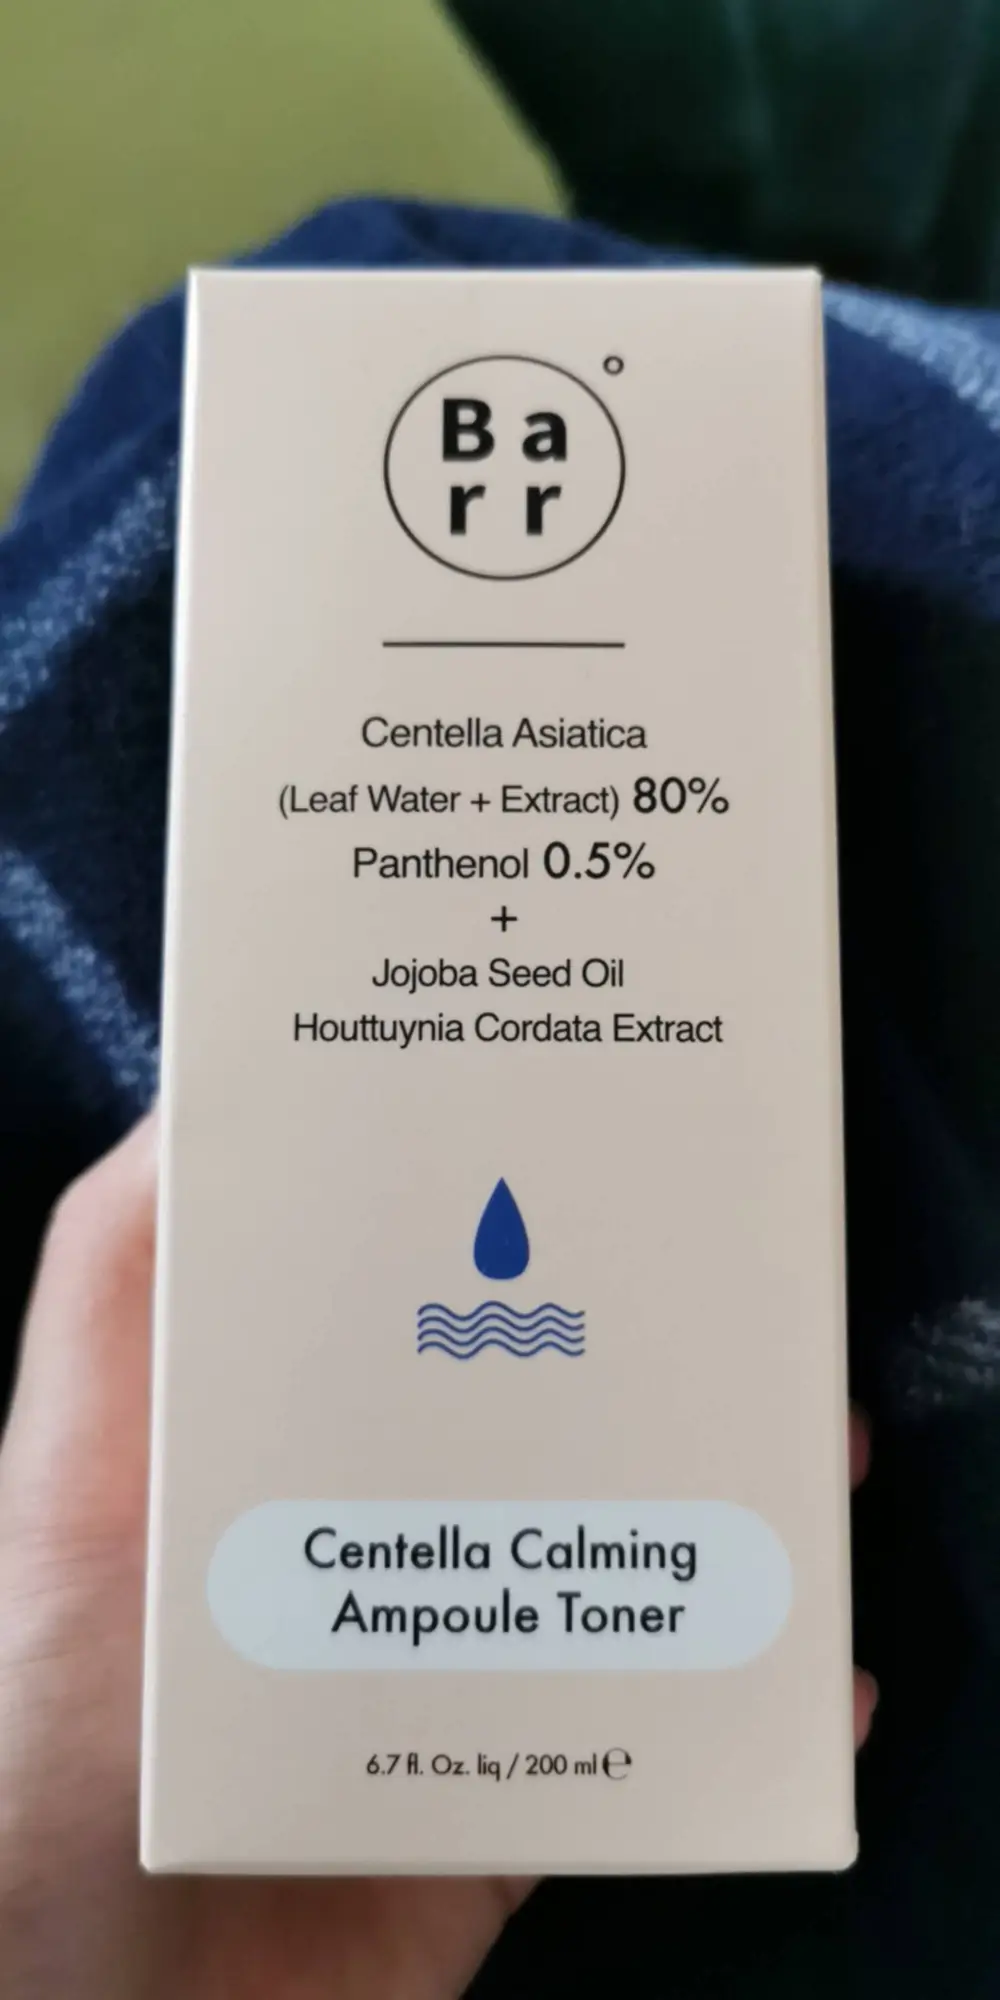 Ba
rr
Centella Asiatica
(Leaf Water + Extract) 80%
Panthenol 0.5%
+
Jojoba Seed Oil
Houttuynia Cordata Extract
Centella Calming
Ampoule Toner
6.7 fl. Oz. liq / 200 ml ℮